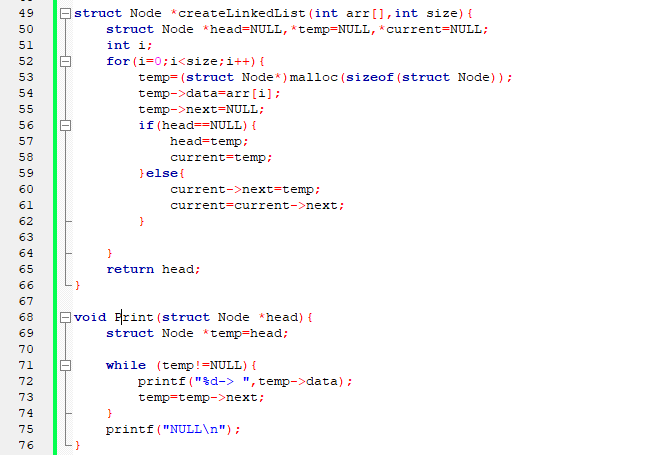 49 struct Node *createLinkedList(int arr[],int size){
50     struct Node *head=NULL,*temp=NULL,*current=NULL;
51     int i;
52     for(i=0;i<size;i++){
53         temp=(struct Node*)malloc(sizeof(struct Node));
54         temp->data=arr[i];
55         temp->next=NULL;
56         if(head==NULL){
57             head=temp;
58             current=temp;
59         }else{
60             current->next=temp;
61             current=current->next;
62         }
63
64     }
65     return head;
66 }
67
68 void Print(struct Node *head){
69     struct Node *temp=head;
70
71     while (temp!=NULL){
72         printf("%d-> ",temp->data);
73         temp=temp->next;
74     }
75     printf("NULL\n");
76 }